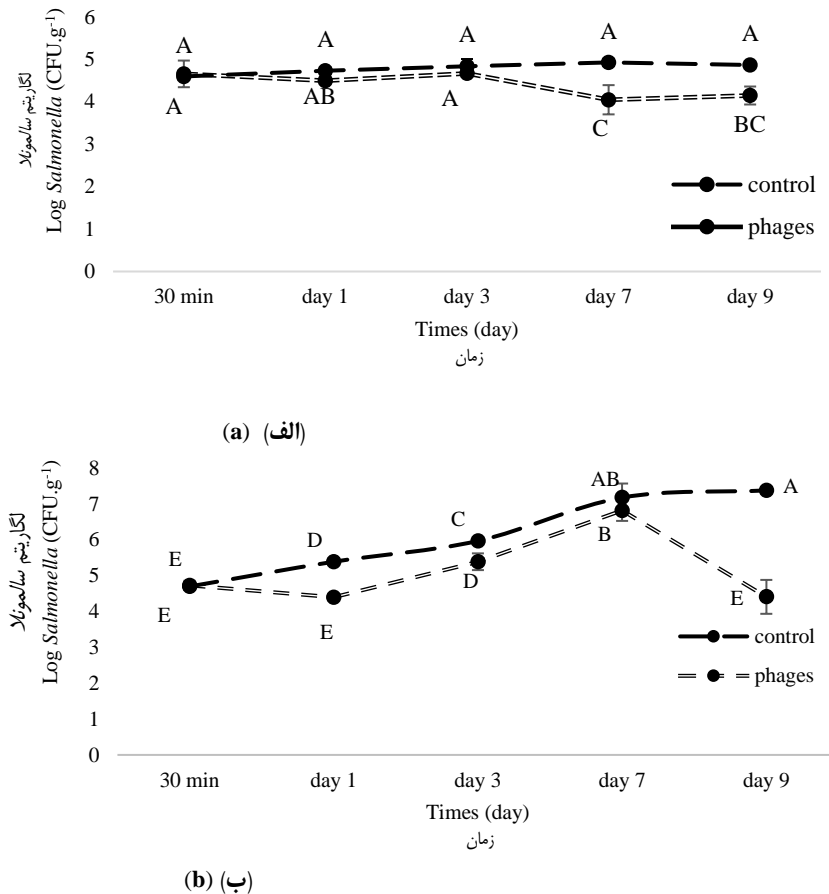 لگاریتم سالمونلا
Log Salmonella (CFU.g-1)
6
5
4
3
2
1
0
A
A
A
A
A
A
AB
A
C
BC
control
phages
30 min
day 1
day 3
day 7
day 9
Times (day)
زمان
(a) (الف)
لگاریتم سالمونلا
Log Salmonella (CFU.g-1)
8
7
6
5
4
3
2
1
0
E
D
C
AB
A
E
E
D
B
E
control
phages
30 min
day 1
day 3
day 7
day 9
Times (day)
زمان
(b) (ب)